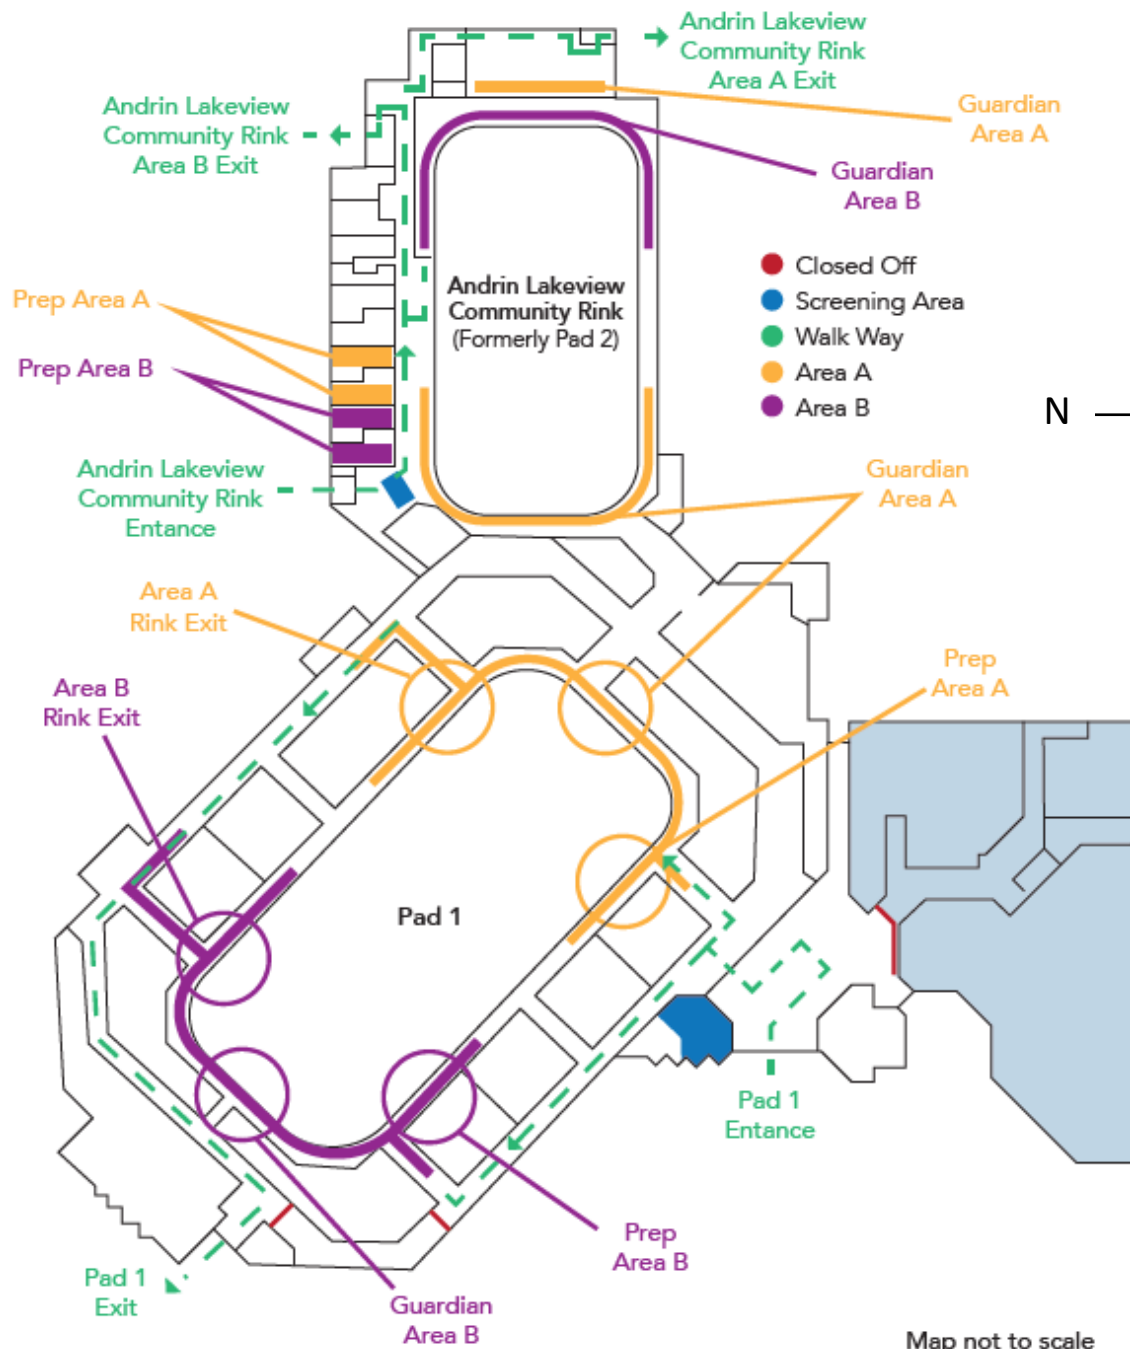 Andrin Lakeview
Community Rink
Area A Exit
Andrin Lakeview
Community Rink
Area B Exit
Guardian
Area A
Guardian
Area B
Closed Off
Screening Area
Walk Way
Area A
Area B
Andrin Lakeview
Community Rink
(Formerly Pad 2)
Prep Area A
Prep Area B
N
Andrin Lakeview
Community Rink
Entrance
Guardian
Area A
Area A
Rink Exit
Prep
Area A
Area B
Rink Exit
Pad 1
Pad 1
Entance
Prep
Area B
Pad 1
Exit
Guardian
Area B
Map not to scale